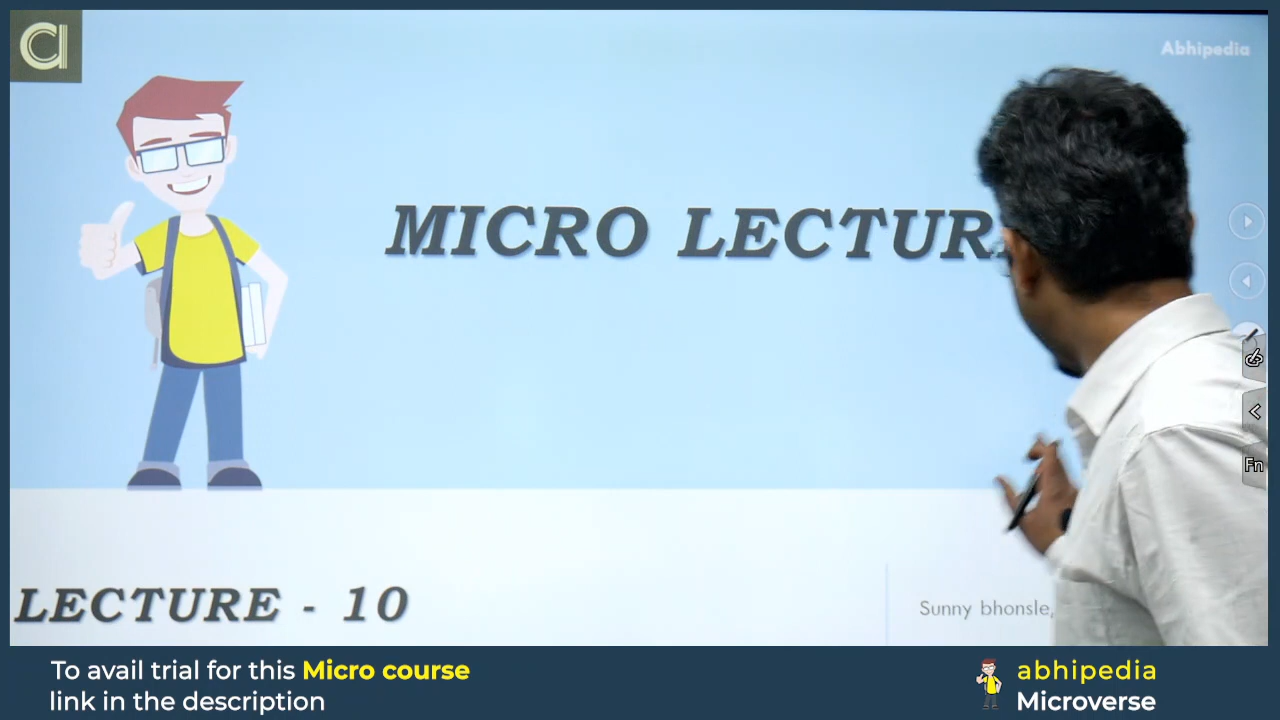 Abhipedia
MICRO LECTUR
LECTURE - 10
Sunny bhonsle,
Fn
To avail trial for this Micro course
link in the description
abhipedia
Microverse